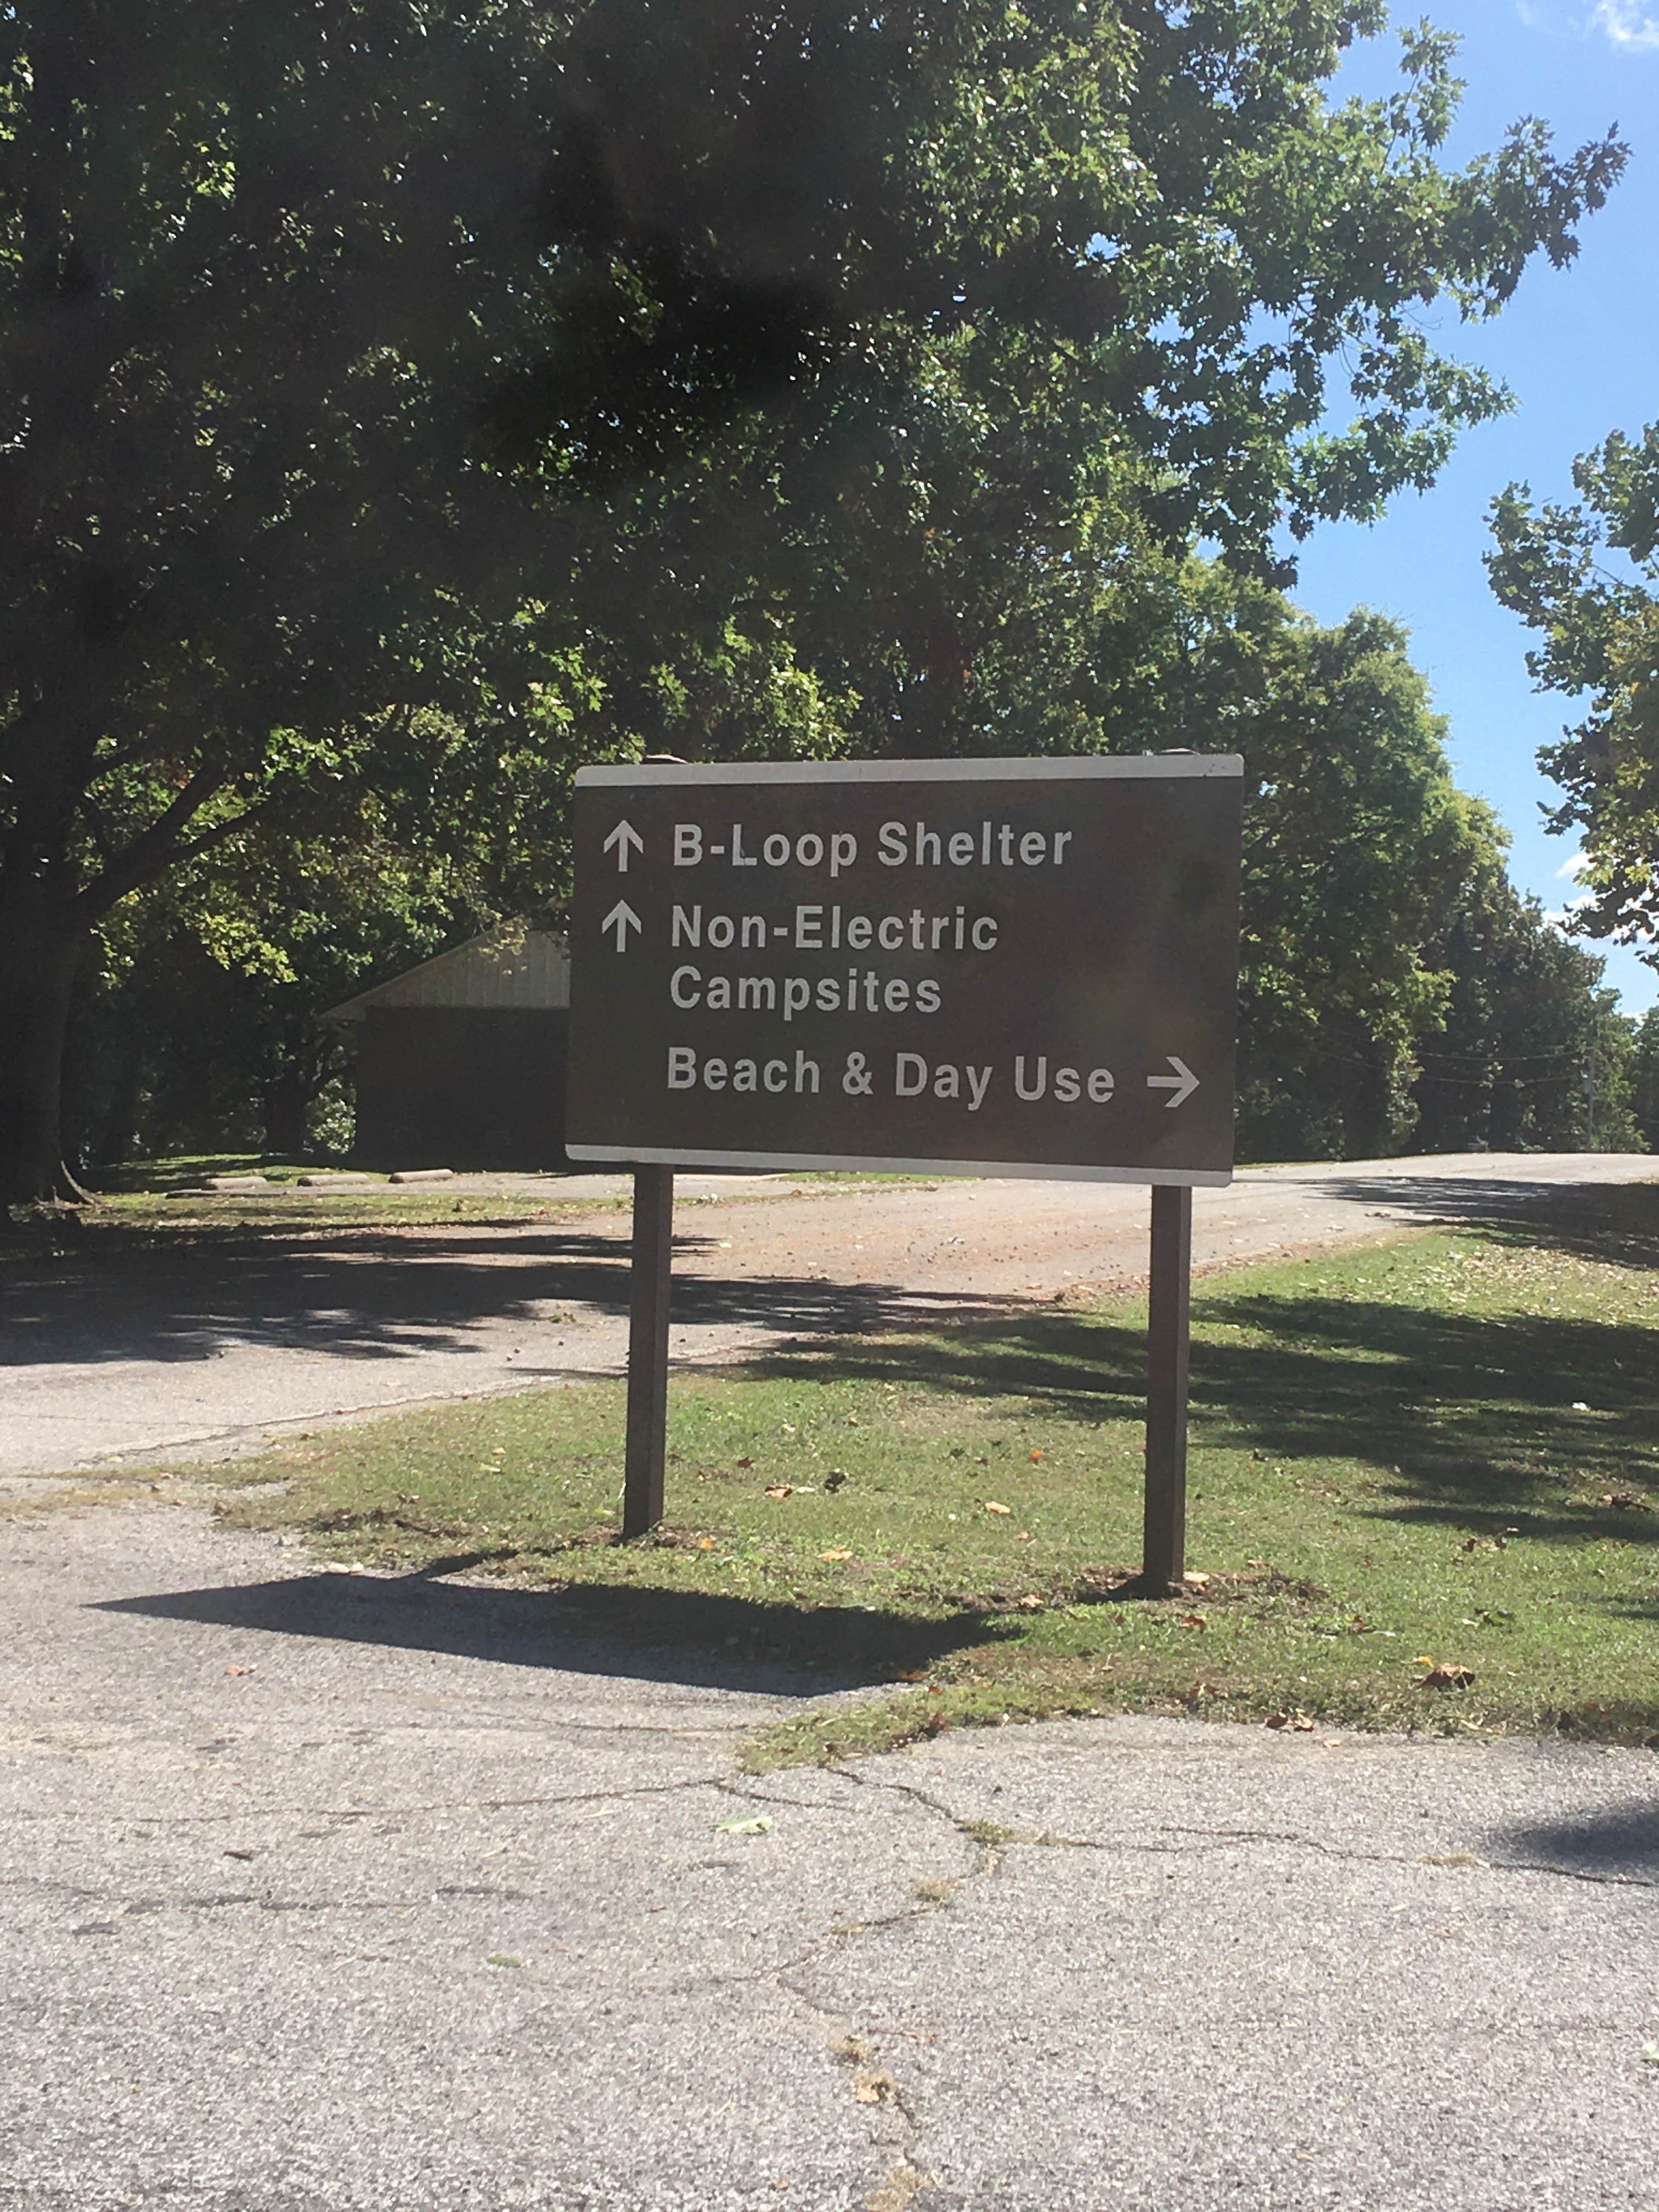 ↑ B-Loop Shelter
↑ Non-Electric
Campsites
Beach & Day Use →